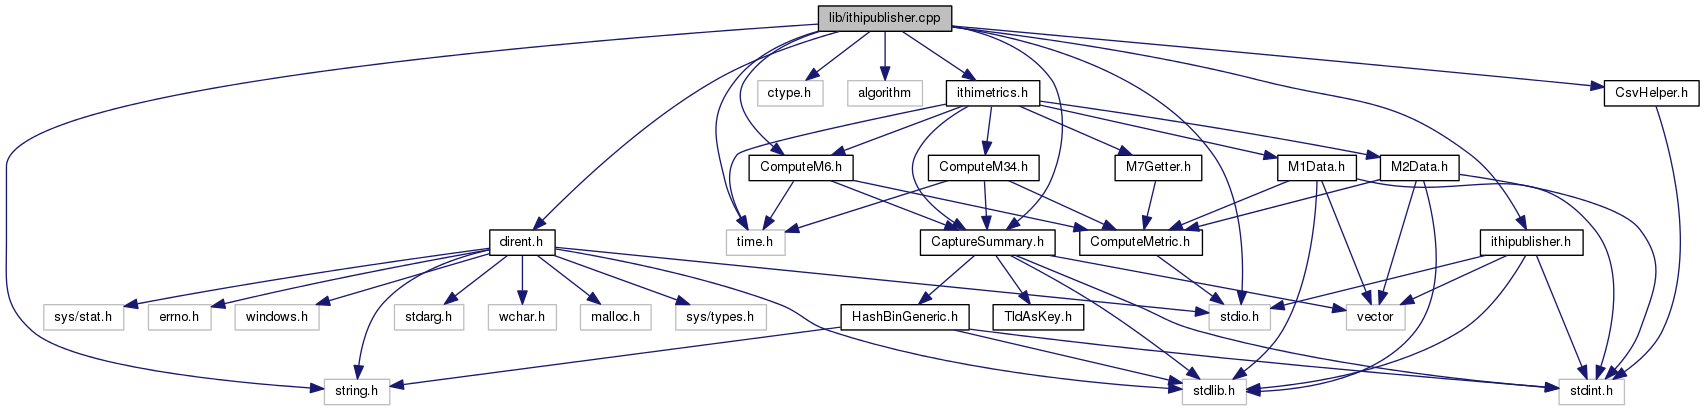 lib/ithipublisher.cpp
ctype.h
algorithm
ithimetrics.h
CsvHelper.h
ComputeM6.h
ComputeM34.h
M7Getter.h
M1Data.h
M2Data.h
dirent.h
time.h
CaptureSummary.h
ComputeMetric.h
ithipublisher.h
sys/stat.h
errno.h
windows.h
stdarg.h
wchar.h
malloc.h
sys/types.h
HashBinGeneric.h
TldAsKey.h
stdio.h
vector
string.h
stdlib.h
stdint.h